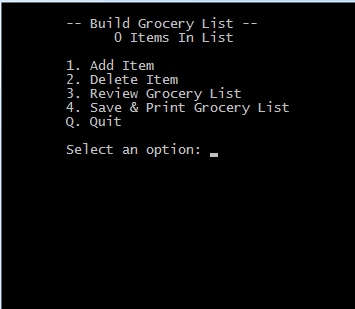 -- Build Grocery List --
0 Items In List
1. Add Item
2. Delete Item
3. Review Grocery List
4. Save & Print Grocery List
Q. Quit
Select an option: _